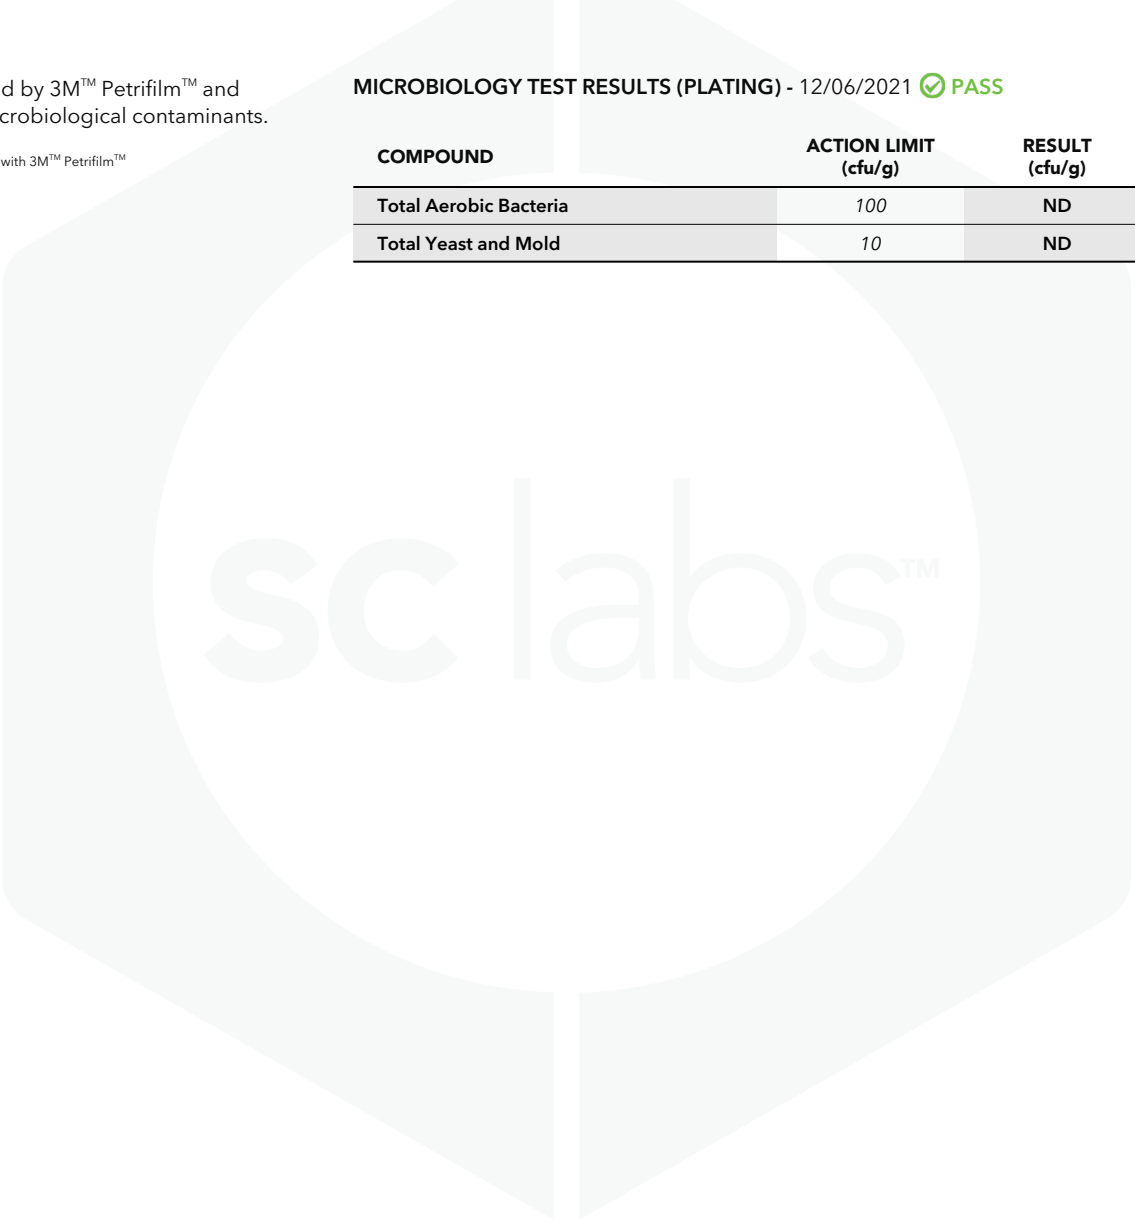 d by 3M™ Petrifilm™ and
crobiological contaminants.
with 3M™ Petrifilm™
MICROBIOLOGY TEST RESULTS (PLATING) - 12/06/2021 PASS
COMPOUND ACTION LIMIT (cfu/g) RESULT (cfu/g)
Total Aerobic Bacteria 100 ND
Total Yeast and Mold 10 ND
sc labs™